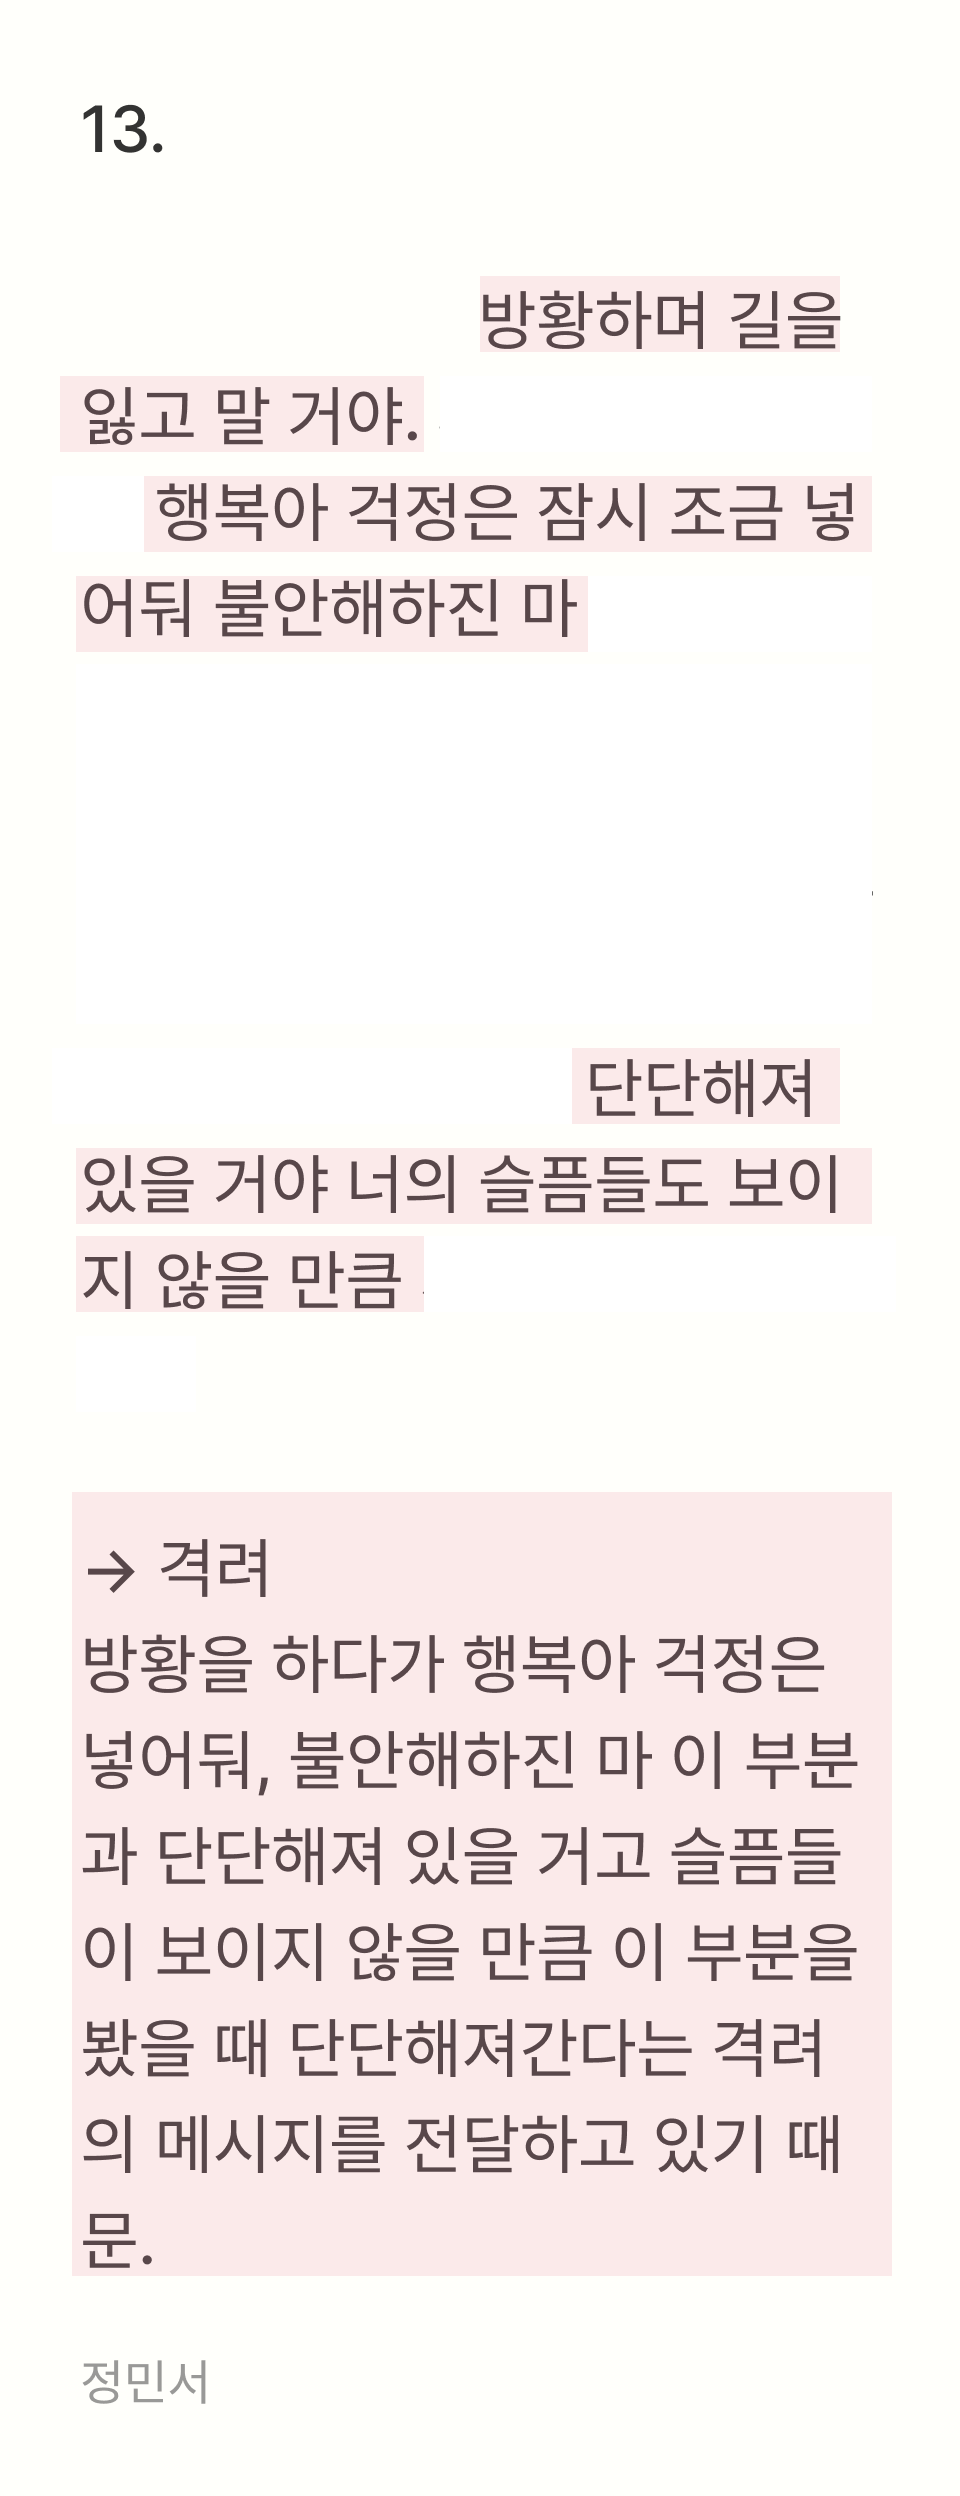 13.
방황하며 길을
잃고 말 거야.
행복아 걱정은 잠시 조금 넣
어둬 불안해하진 마
단단해져
있을 거야 너의 슬픔들도 보이
지 않을 만큼
→ 격려
방황을 하다가 행복아 걱정은
넣어둬, 불안해하진 마 이 부분
과 단단해져 있을 거고 슬픔들
이 보이지 않을 만큼 이 부분을
봤을 때 단단해져간다는 격려
의 메시지를 전달하고 있기 때
문.
정민서